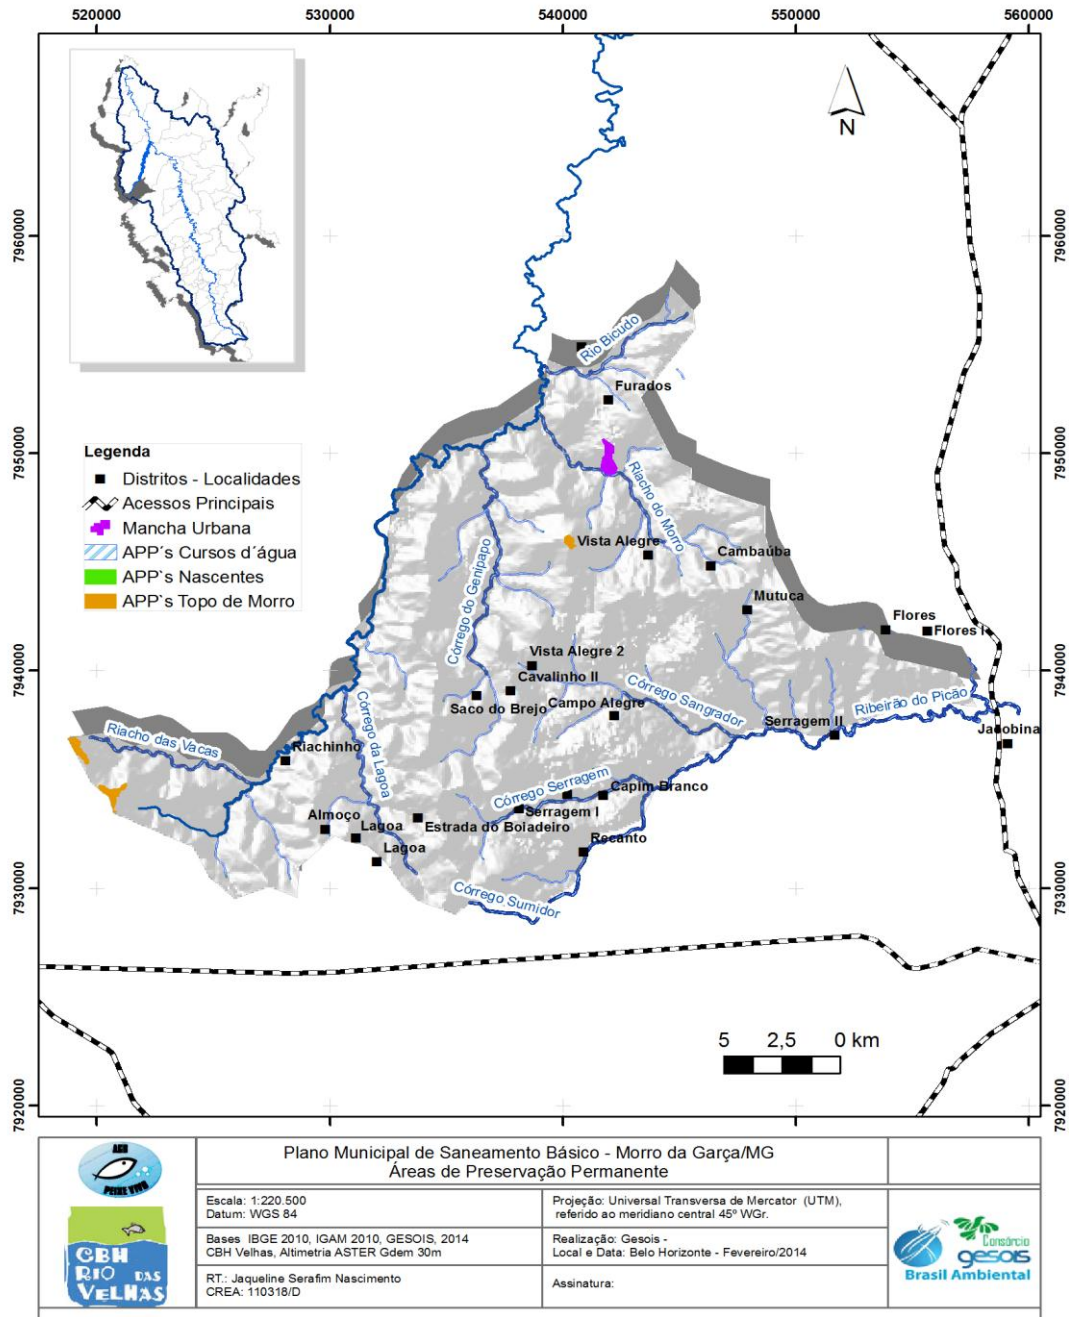 520000
530000
540000
550000
560000
N
7960000
7960000
Rio Bicudo
Furados
Legenda
Distritos - Localidades
Acessos Principais
Mancha Urbana
APP´s Cursos d´água
APP`s Nascentes
APP`s Topo de Morro
7950000
7950000
Riacho do Morro
Vista Alegre
Cambaúba
Córrego do Genipapo
Mutuca
Flores
Flores I
Vista Alegre 2
7940000
7940000
Cavalinho II
Saco do Brejo
Campo Alegre
Córrego Sangrador
Ribeirão do Picão
Serragem II
Jacobina
Riacho das Vacas
Riachinho
Córrego da Lagoa
Córrego Serragem
Capim Branco
Serragem I
Almoço
Lagoa
Estrada do Boiadeiro
Lagoa
Recanto
7930000
7930000
Córrego Sumidor
5 2,5 0 km
7920000
7920000
AGB
PEIXE VIVO
CBH
RIO DAS
VELHAS
Plano Municipal de Saneamento Básico - Morro da Garça/MG
Áreas de Preservação Permanente
Escala: 1:220.500
Datum: WGS 84
Projeção: Universal Transversa de Mercator (UTM),
referido ao meridiano central 45º WGr.
Bases IBGE 2010, IGAM 2010, GESOIS, 2014
CBH Velhas, Altimetria ASTER Gdem 30m
Realização: Gesois -
Local e Data: Belo Horizonte - Fevereiro/2014
RT.: Jaqueline Serafim Nascimento
CREA: 110318/D
Assinatura:
Consórcio
gesois
Brasil Ambiental